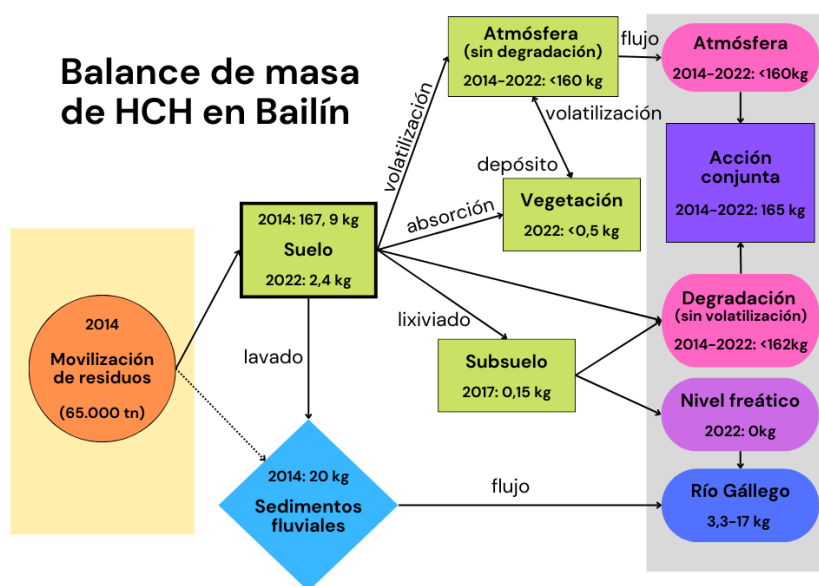 Balance de masa
de HCH en Bailín
2014
Movilización
de residuos
(65.000 tn)
2014: 167, 9 kg
Suelo
2022: 2,4 kg
lavado
2014: 20 kg
Sedimentos
fluviales
volatilización
absorción
lixiviado
Atmósfera
(sin degradación)
2014-2022: <160 kg
flujo
volatilización
depósito
Vegetación
2022: <0,5 kg
Subsuelo
2017: 0,15 kg
flujo
Atmósfera
2014-2022: <160kg
Acción
conjunta
2014-2022: 165 kg
Degradación
(sin volatilización)
2014-2022: <162kg
Nivel freático
2022: 0kg
Río Gállego
3,3-17 kg